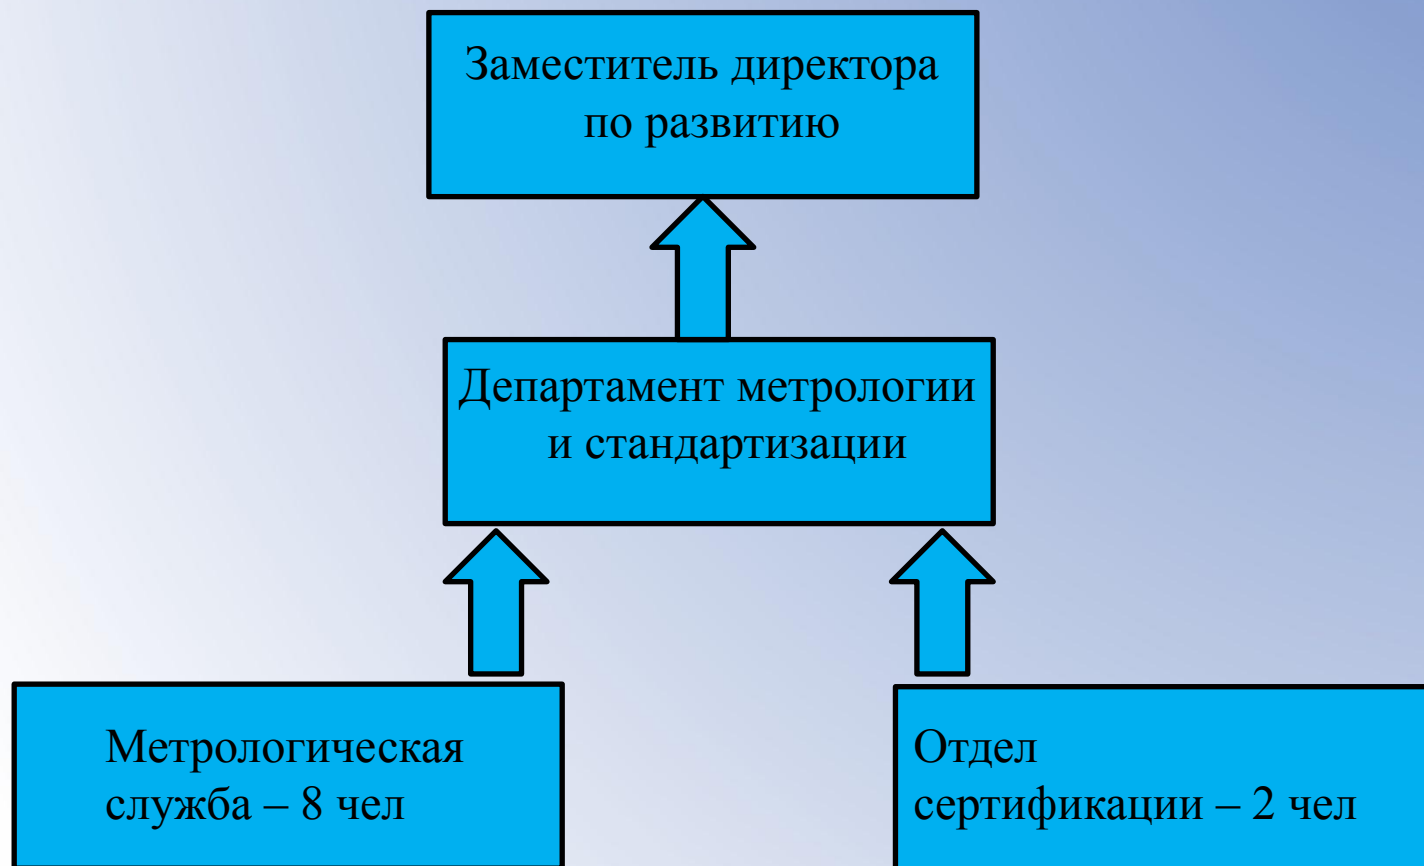 Заместитель директора
по развитию
Департамент метрологии
и стандартизации
Метрологическая
служба – 8 чел
Отдел
сертификации – 2 чел